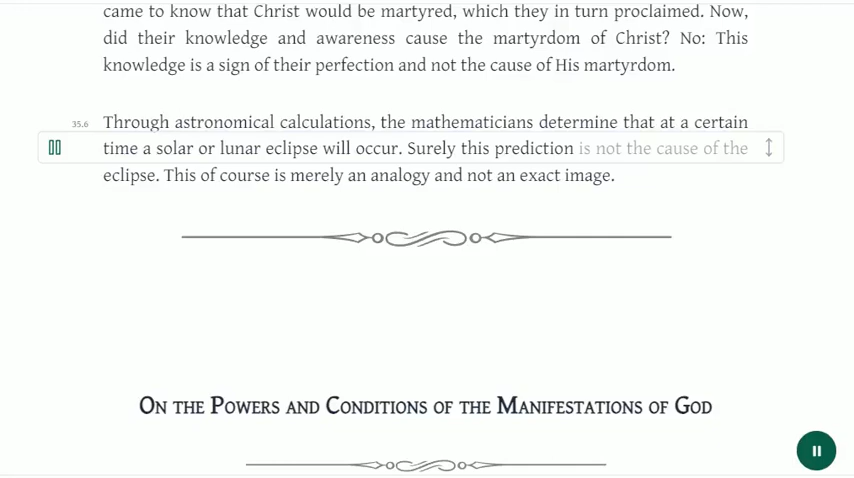 came to know that Christ would be martyred, which they in turn proclaimed. Now,
did their knowledge and awareness cause the martyrdom of Christ? No: This
knowledge is a sign of their perfection and not the cause of His martyrdom.
35.6 Through astronomical calculations, the mathematicians determine that at a certain
time a solar or lunar eclipse will occur. Surely this prediction is not the cause of the
eclipse. This of course is merely an analogy and not an exact image.
On the Powers and Conditions of the Manifestations of God